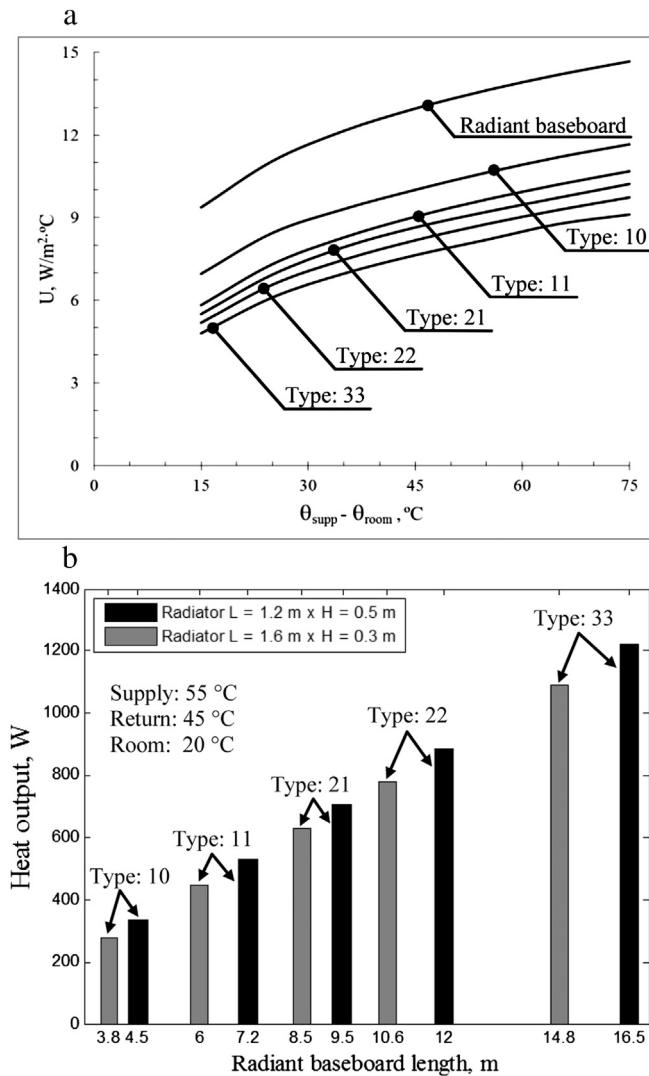 a
15
12
9
6
3
0
U, W/m²·ºC
Radiant baseboard
Type: 10
Type: 11
Type: 21
Type: 22
Type: 33
0 15 30 45 60 75
θsupp - θroom , ºC
b
1400
1200
1000
800
600
400
200
0
Heat output, W
Radiator L = 1.2 m x H = 0.5 m
Radiator L = 1.6 m x H = 0.3 m
Supply: 55 °C
Return: 45 °C
Room: 20 °C
Type: 33
Type: 22
Type: 21
Type: 11
Type: 10
3.8 4.5 6 7.2 8.5 9.5 10.6 12 14.8 16.5
Radiant baseboard length, m